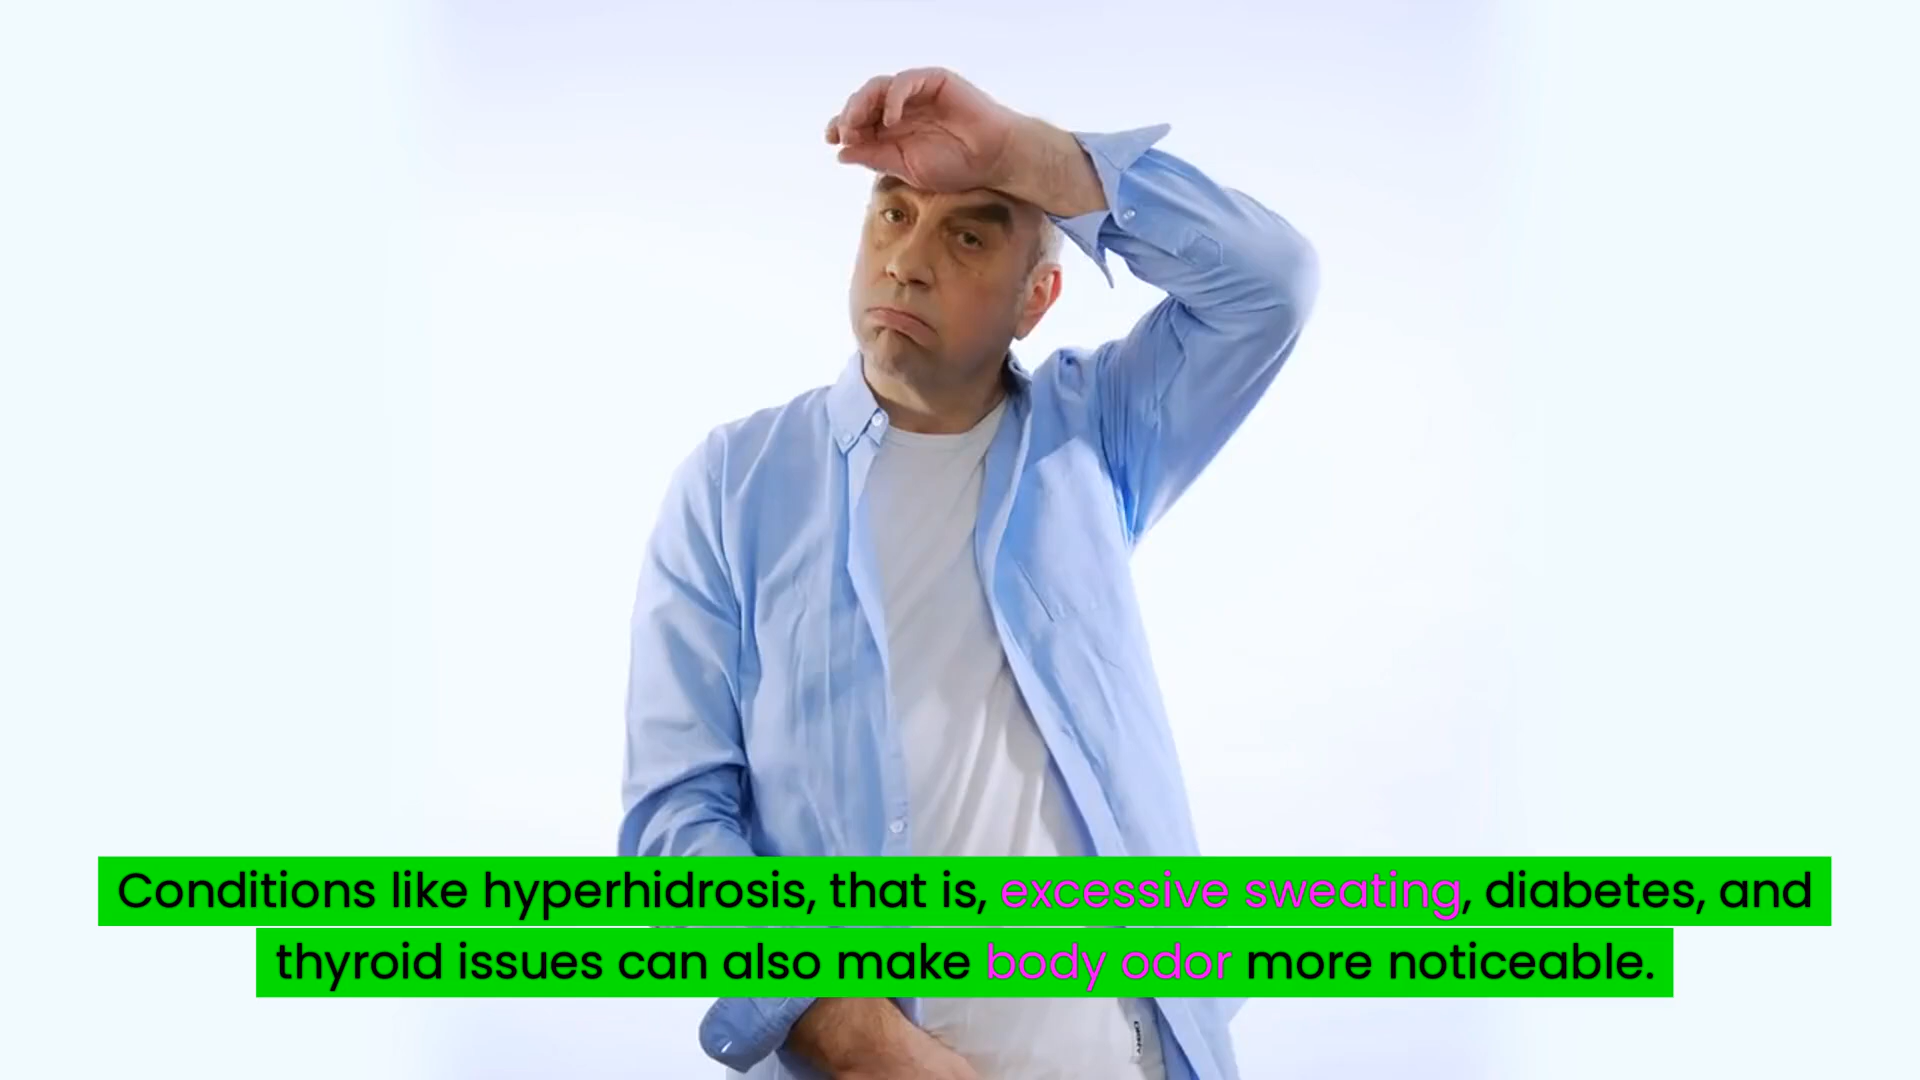 Conditions like hyperhidrosis, that is, excessive sweating, diabetes, and
thyroid issues can also make body odor more noticeable.